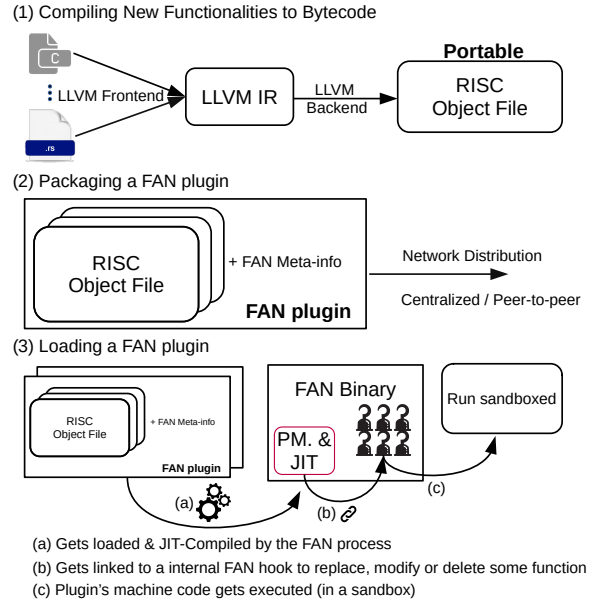 (1) Compiling New Functionalities to Bytecode
C
LLVM Frontend
.rs
LLVM IR
LLVM
Backend
Portable
RISC
Object File
(2) Packaging a FAN plugin
RISC
Object File
+ FAN Meta-info
FAN plugin
Network Distribution
Centralized / Peer-to-peer
(3) Loading a FAN plugin
RISC
Object File
+ FAN Meta-info
FAN plugin
FAN Binary
PM. &
JIT
Run sandboxed
(a)
(b)
(c)
(a) Gets loaded & JIT-Compiled by the FAN process
(b) Gets linked to a internal FAN hook to replace, modify or delete some function
(c) Plugin's machine code gets executed (in a sandbox)